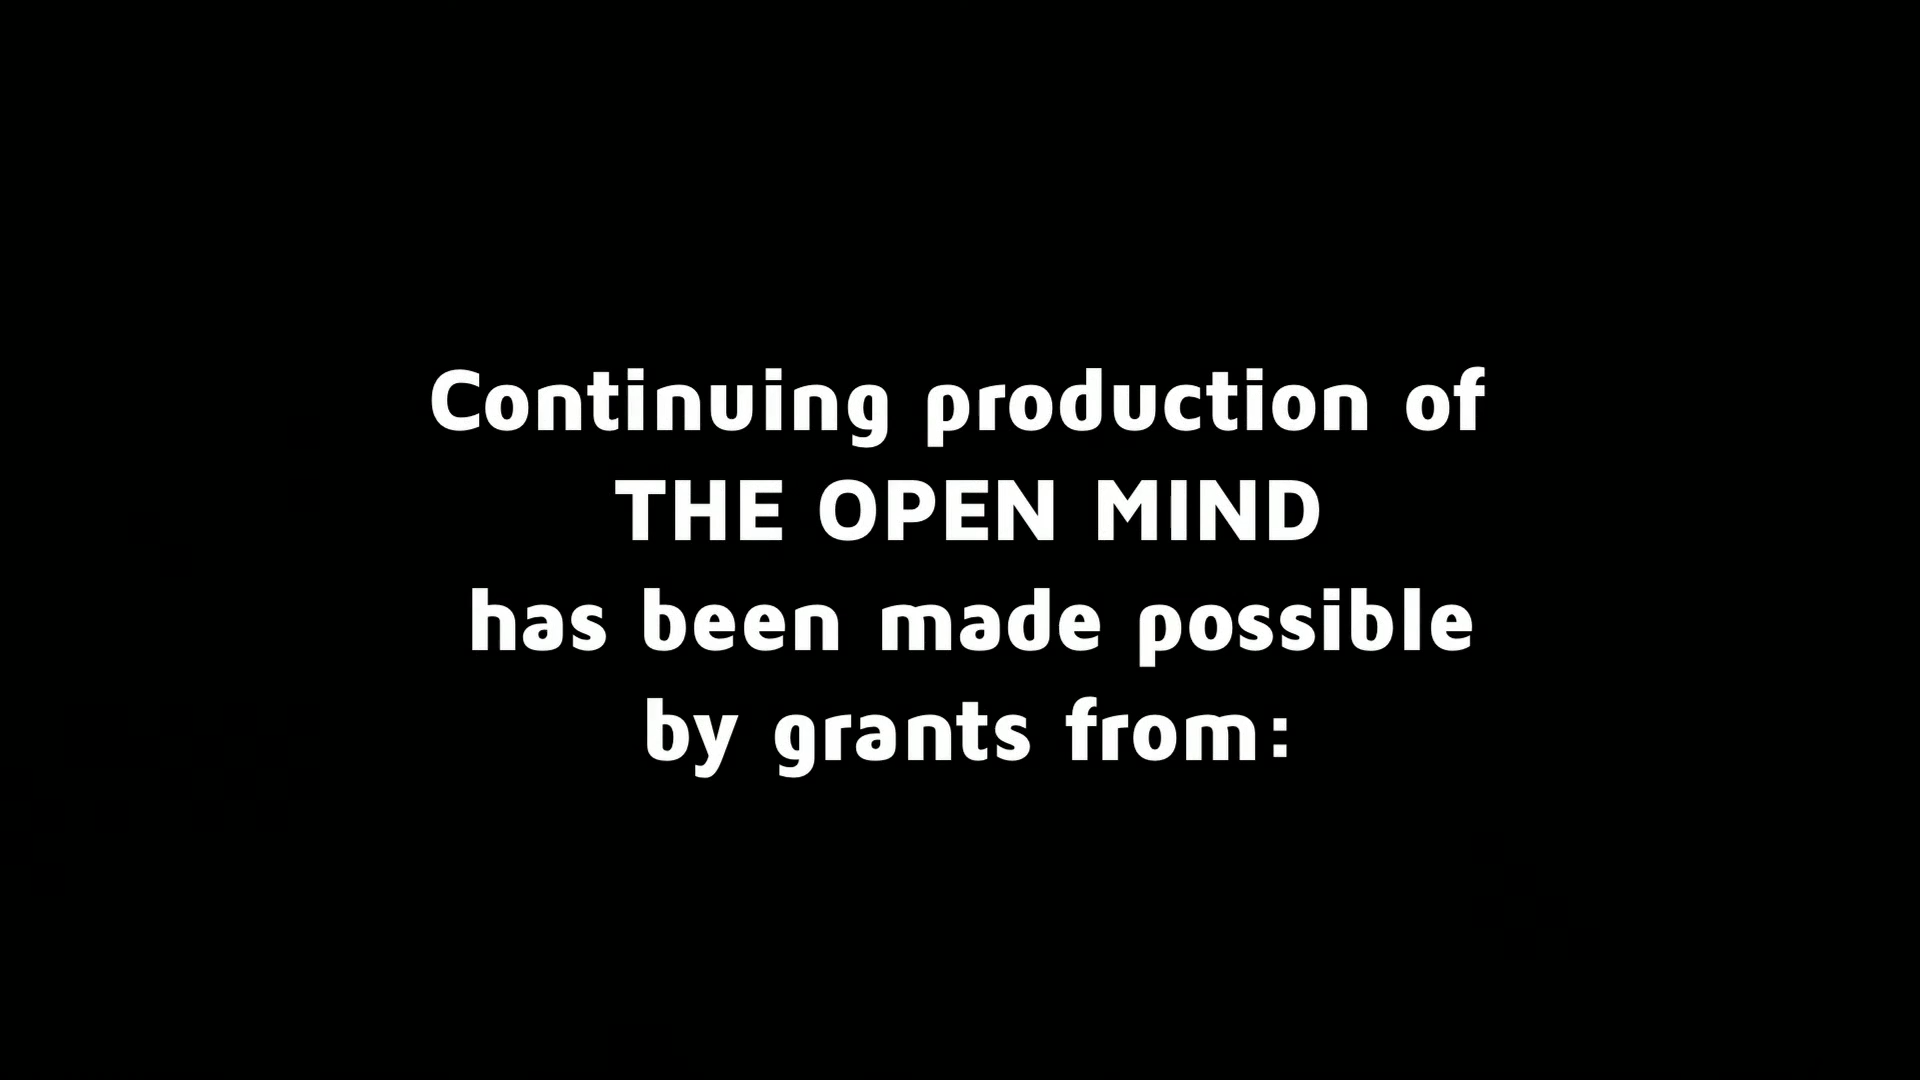 Continuing production of
THE OPEN MIND
has been made possible
by grants from: